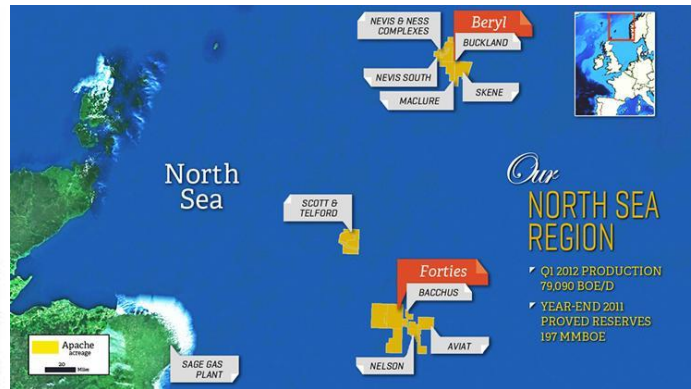 NEVIS & NESS
COMPLEXES
Beryl
BUCKLAND
NEVIS SOUTH
MACLURE
SKENE
North
Sea
SCOTT &
TELFORD
Our
NORTH SEA
REGION
Q1 2012 PRODUCTION
79,090 BOE/D
YEAR-END 2011
PROVED RESERVES
197 MMBOE
Forties
BACCHUS
AVIAT
NELSON
SAGE GAS
PLANT
Apache
acreage
20
Miles